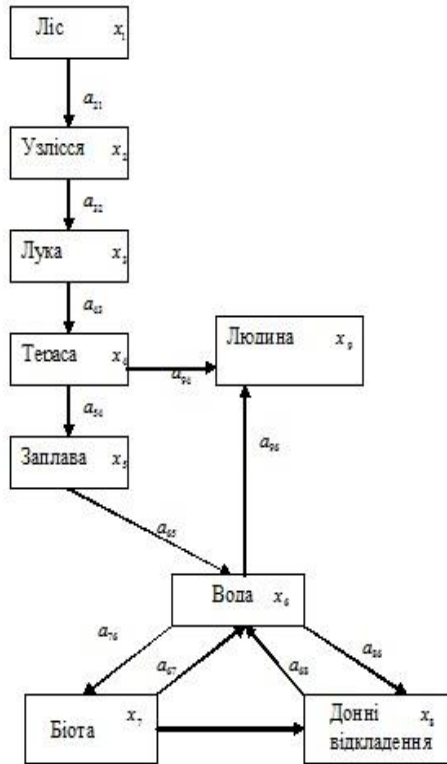 Ліс x₁
a₂₁
Узлісся x₂
a₃₂
Лука x₃
a₄₃
Тераса x₄
Людина x₉
a₉₄
a₅₄
Заплава x₅
a₉₆
a₆₅
Вода x₆
a₇₆
a₆₇
a₆₈
a₈₆
Біота x₇
Донні x₈
відкладення